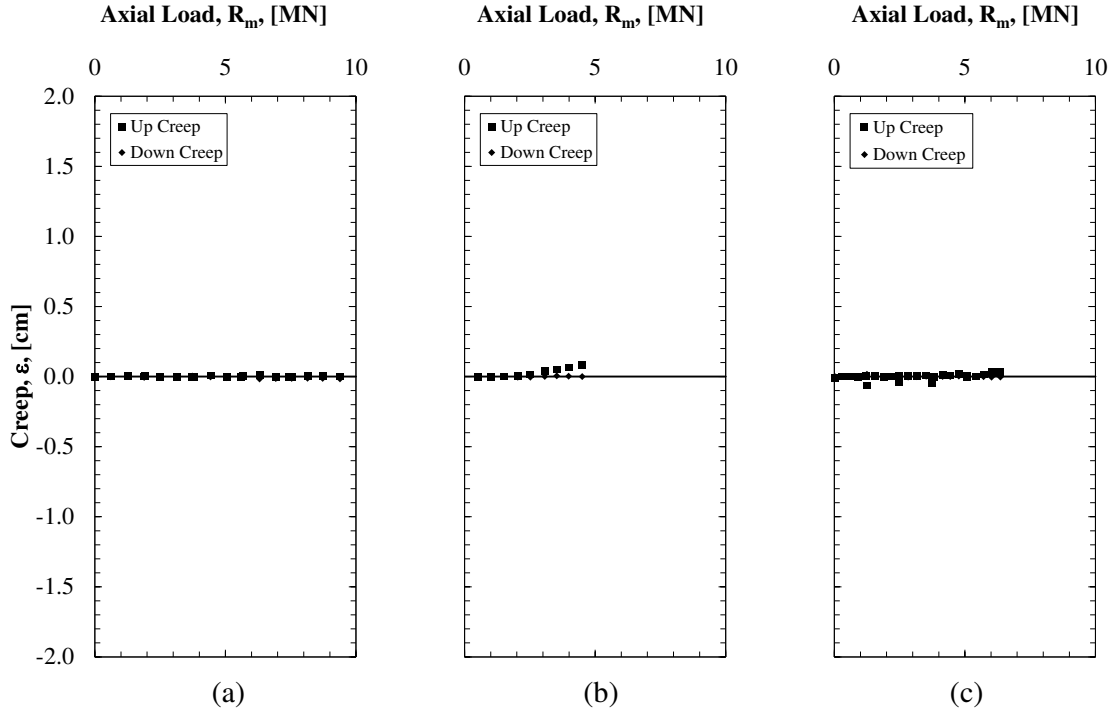 Axial Load, Rm, [MN]
Axial Load, Rm, [MN]
Axial Load, Rm, [MN]
0 5 10
0 5 10
0 5 10
2.0
1.5
1.0
0.5
0.0
-0.5
-1.0
-1.5
-2.0
Creep, ε, [cm]
Up Creep
Down Creep
Up Creep
Down Creep
Up Creep
Down Creep
(a)
(b)
(c)